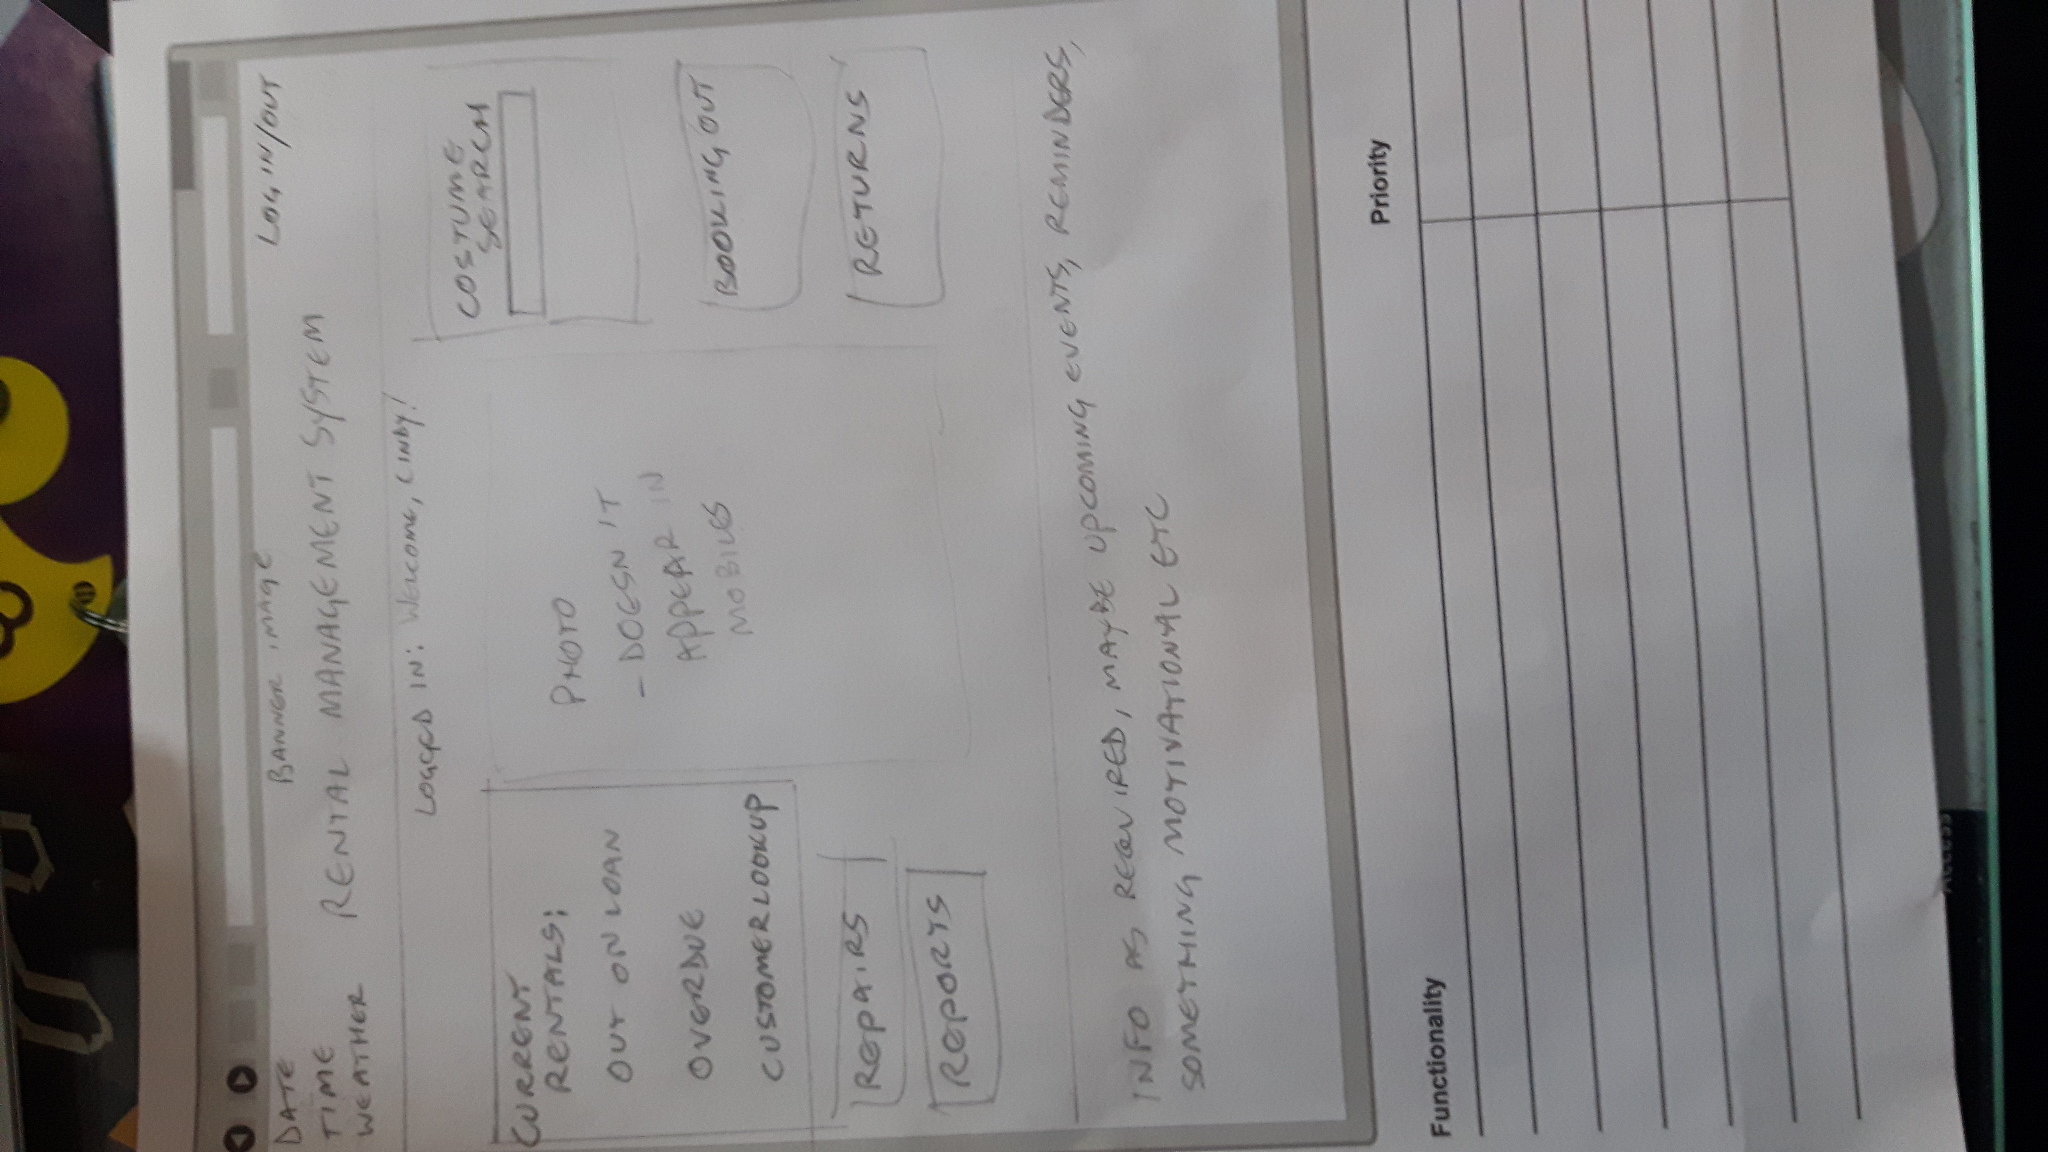 DATE
TIME
WEATHER
BANNER IMAGE
RENTAL MANAGEMENT SYSTEM
LOG IN/OUT
LOGGED IN: WELCOME, CINDY!
CURRENT
RENTALS:
OUT ON LOAN
OVERDUE
CUSTOMER LOOKUP
REPAIRS
REPORTS
PHOTO
- DOESN'T
APPEAR IN
MOBILES
COSTUME
SEARCH
BOOKING OUT
RETURNS
INFO AS REQUIRED, MAYBE UPCOMING EVENTS, REMINDERS,
SOMETHING MOTIVATIONAL ETC
Functionality
Priority
Access